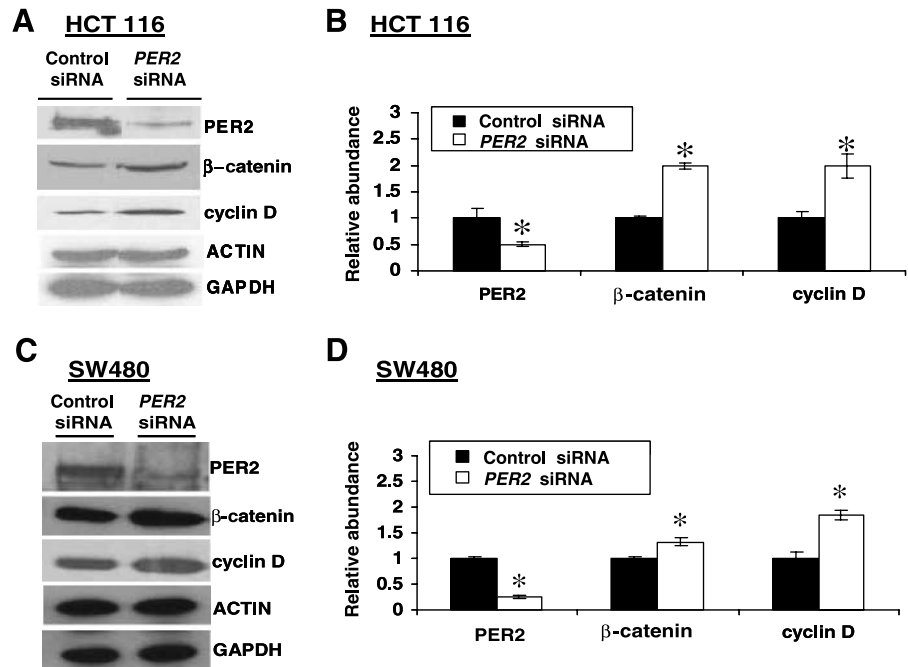 A HCT 116
Control siRNA
PER2 siRNA
PER2
β–catenin
cyclin D
ACTIN
GAPDH
B HCT 116
Relative abundance
3
2.5
2
1.5
1
0.5
0
Control siRNA
PER2 siRNA
*
*
*
PER2
β-catenin
cyclin D
C SW480
Control siRNA
PER2 siRNA
PER2
β-catenin
cyclin D
ACTIN
GAPDH
D SW480
Relative abundance
3
2.5
2
1.5
1
0.5
0
Control siRNA
PER2 siRNA
*
*
*
PER2
β-catenin
cyclin D